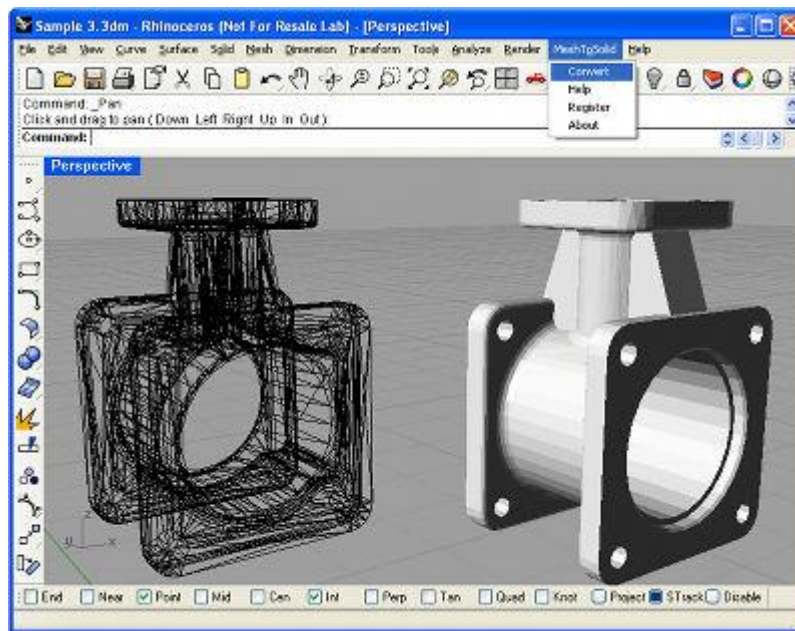 Sample 3.3dm - Rhinoceros (Not For Resale Lab) - [Perspective]
File Edit View Curve Surface Solid Mesh Dimension Transform Tools Analyze Render MeshToSolid Help
Convert
Help
Register
About
Command: _Pan
Click and drag to pan ( Down Left Right Up In Out ):
Command:
Perspective
z
x
End Near Point Mid Cen Int Perp Tan Quad Knot Project STrack Disable